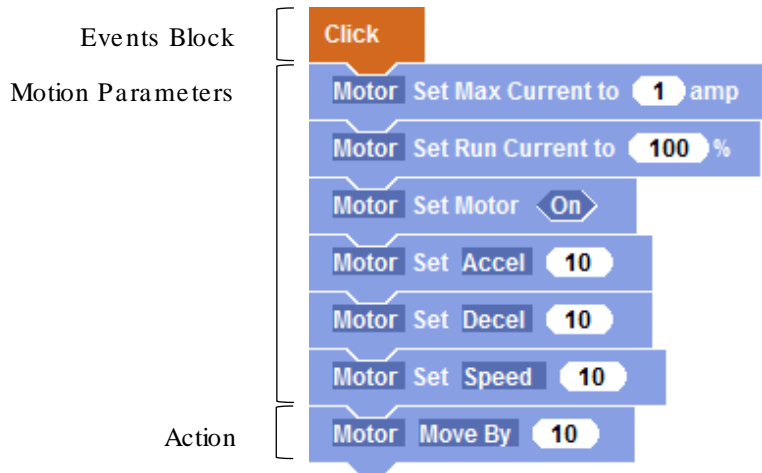 Events Block
Click
Motion Parameters
Motor Set Max Current to 1 amp
Motor Set Run Current to 100 %
Motor Set Motor On
Motor Set Accel 10
Motor Set Decel 10
Motor Set Speed 10
Action
Motor Move By 10